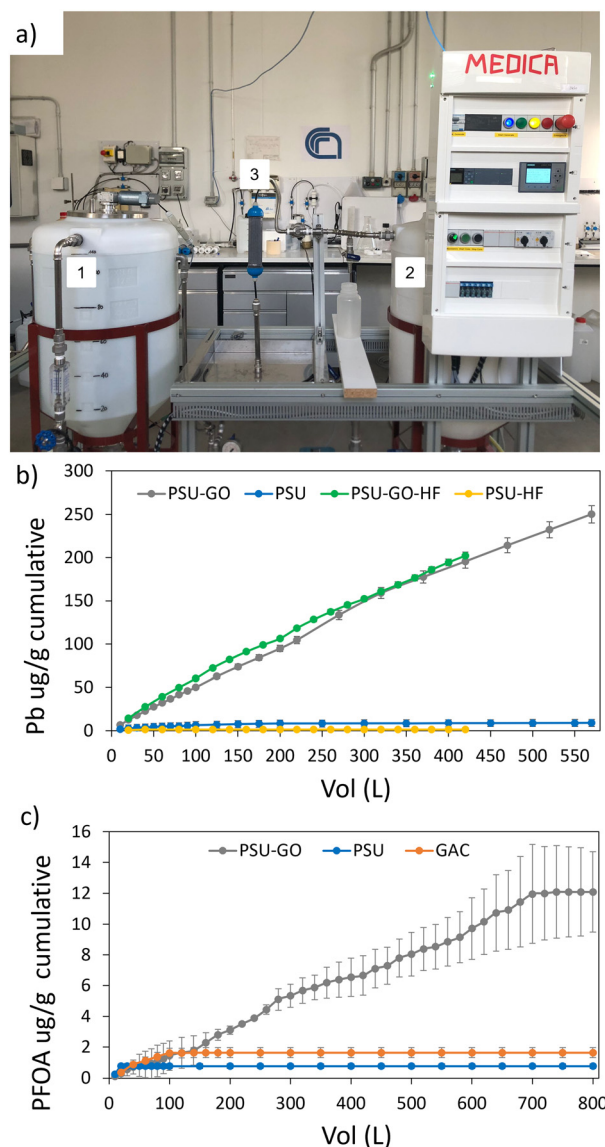 a)
MEDICA
3
1
2
b)
300
PSU-GO PSU PSU-GO-HF PSU-HF
250
200
150
100
50
0
Pb ug/g cumulative
0 50 100 150 200 250 300 350 400 450 500 550
Vol (L)
c)
16
PSU-GO PSU GAC
14
12
10
8
6
4
2
0
PFOA ug/g cumulative
0 100 200 300 400 500 600 700 800
Vol (L)